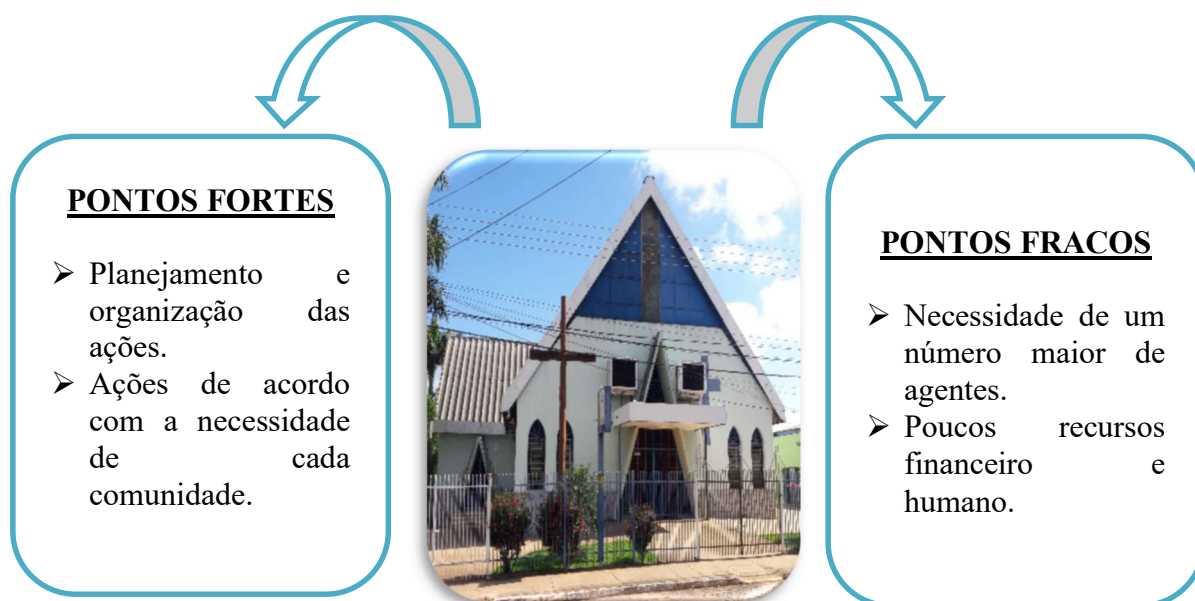 PONTOS FORTES
➢ Planejamento e
organização das
ações.
➢ Ações de acordo
com a necessidade
de cada
comunidade.
PONTOS FRACOS
➢ Necessidade de um
número maior de
agentes.
➢ Poucos recursos
financeiro e
humano.